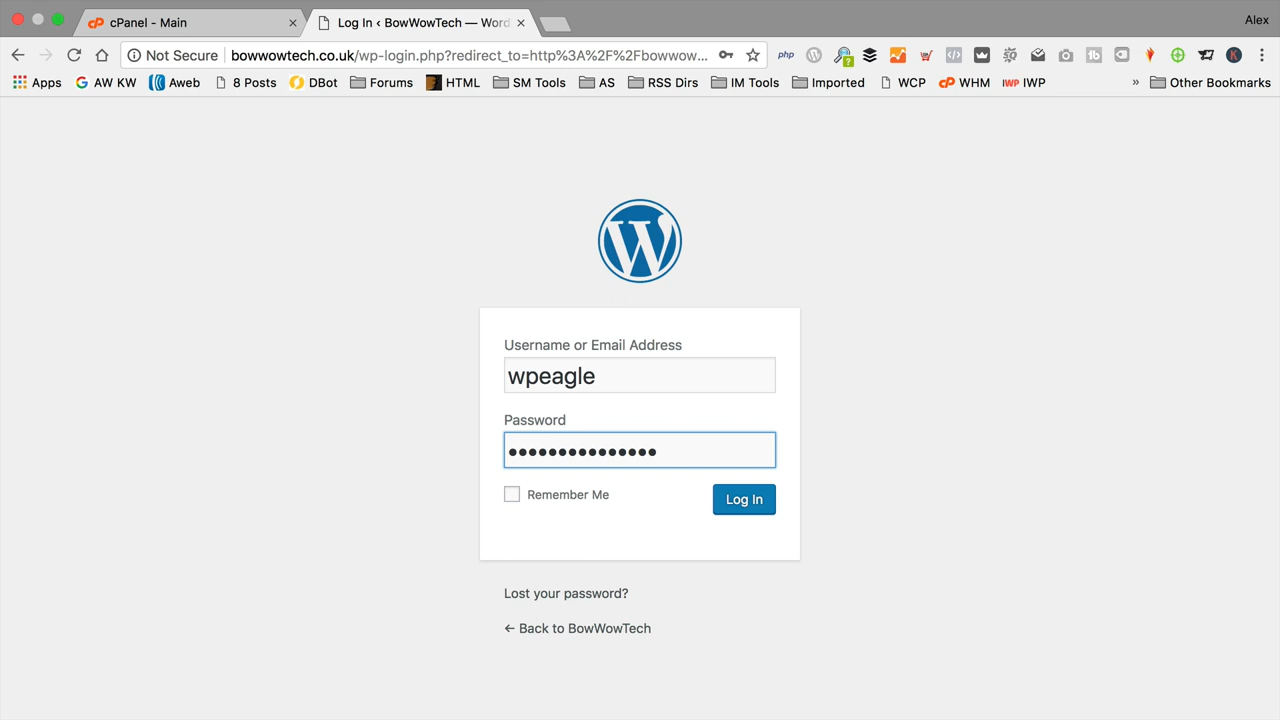 cPanel - Main
Log In ‹ BowWowTech — Word
Alex
Not Secure
bowwowtech.co.uk/wp-login.php?redirect_to=http%3A%2F%2Fbowwow...
php
Apps
AW KW
Aweb
8 Posts
DBot
Forums
HTML
SM Tools
AS
RSS Dirs
IM Tools
Imported
WCP
WHM
IWP IWP
»
Other Bookmarks
Username or Email Address
wpeagle
Password
•••••••••••••••
Remember Me
Log In
Lost your password?
← Back to BowWowTech